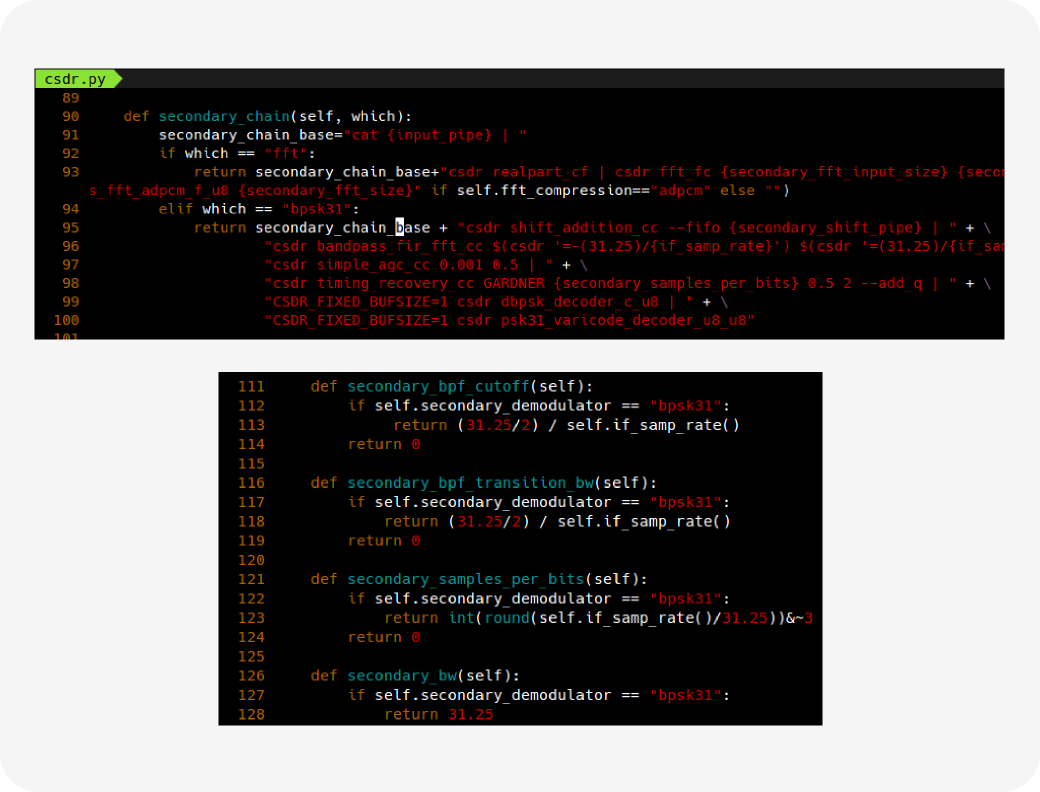 csdr.py
89
90 def secondary_chain(self, which):
91 secondary_chain_base="cat {input_pipe} | "
92 if which == "fft":
93 return secondary_chain_base+"csdr realpart_cf | csdr fft_fc {secondary_fft_input_size} {secon
s_fft_adpcm_f_u8 {secondary_fft_size}" if self.fft_compression=="adpcm" else "")
94 elif which == "bpsk31":
95 return secondary_chain_base + "csdr shift_addition_cc --fifo {secondary_shift_pipe} | " + \
96 "csdr bandpass_fir_fft_cc $(csdr '=-(31.25)/{if_samp_rate}') $(csdr '=(31.25)/{if_sam
97 "csdr simple_agc_cc 0.001 0.5 | " + \
98 "csdr timing_recovery_cc GARDNER {secondary_samples_per_bits} 0.5 2 --add_q | " + \
99 "CSDR_FIXED_BUFSIZE=1 csdr dbpsk_decoder_c_u8 | " + \
100 "CSDR_FIXED_BUFSIZE=1 csdr psk31_varicode_decoder_u8_u8"
101
111 def secondary_bpf_cutoff(self):
112 if self.secondary_demodulator == "bpsk31":
113 return (31.25/2) / self.if_samp_rate()
114 return 0
115
116 def secondary_bpf_transition_bw(self):
117 if self.secondary_demodulator == "bpsk31":
118 return (31.25/2) / self.if_samp_rate()
119 return 0
120
121 def secondary_samples_per_bits(self):
122 if self.secondary_demodulator == "bpsk31":
123 return int(round(self.if_samp_rate()/31.25))&~3
124 return 0
125
126 def secondary_bw(self):
127 if self.secondary_demodulator == "bpsk31":
128 return 31.25